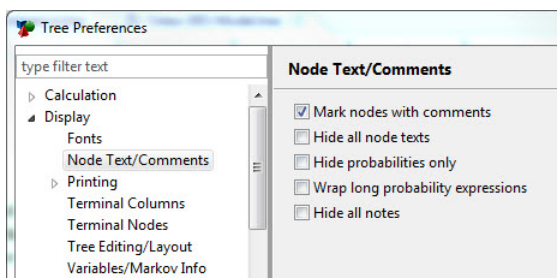 Tree Preferences
type filter text
Calculation
Display
Fonts
Node Text/Comments
Printing
Terminal Columns
Terminal Nodes
Tree Editing/Layout
Variables/Markov Info
Node Text/Comments
Mark nodes with comments
Hide all node texts
Hide probabilities only
Wrap long probability expressions
Hide all notes